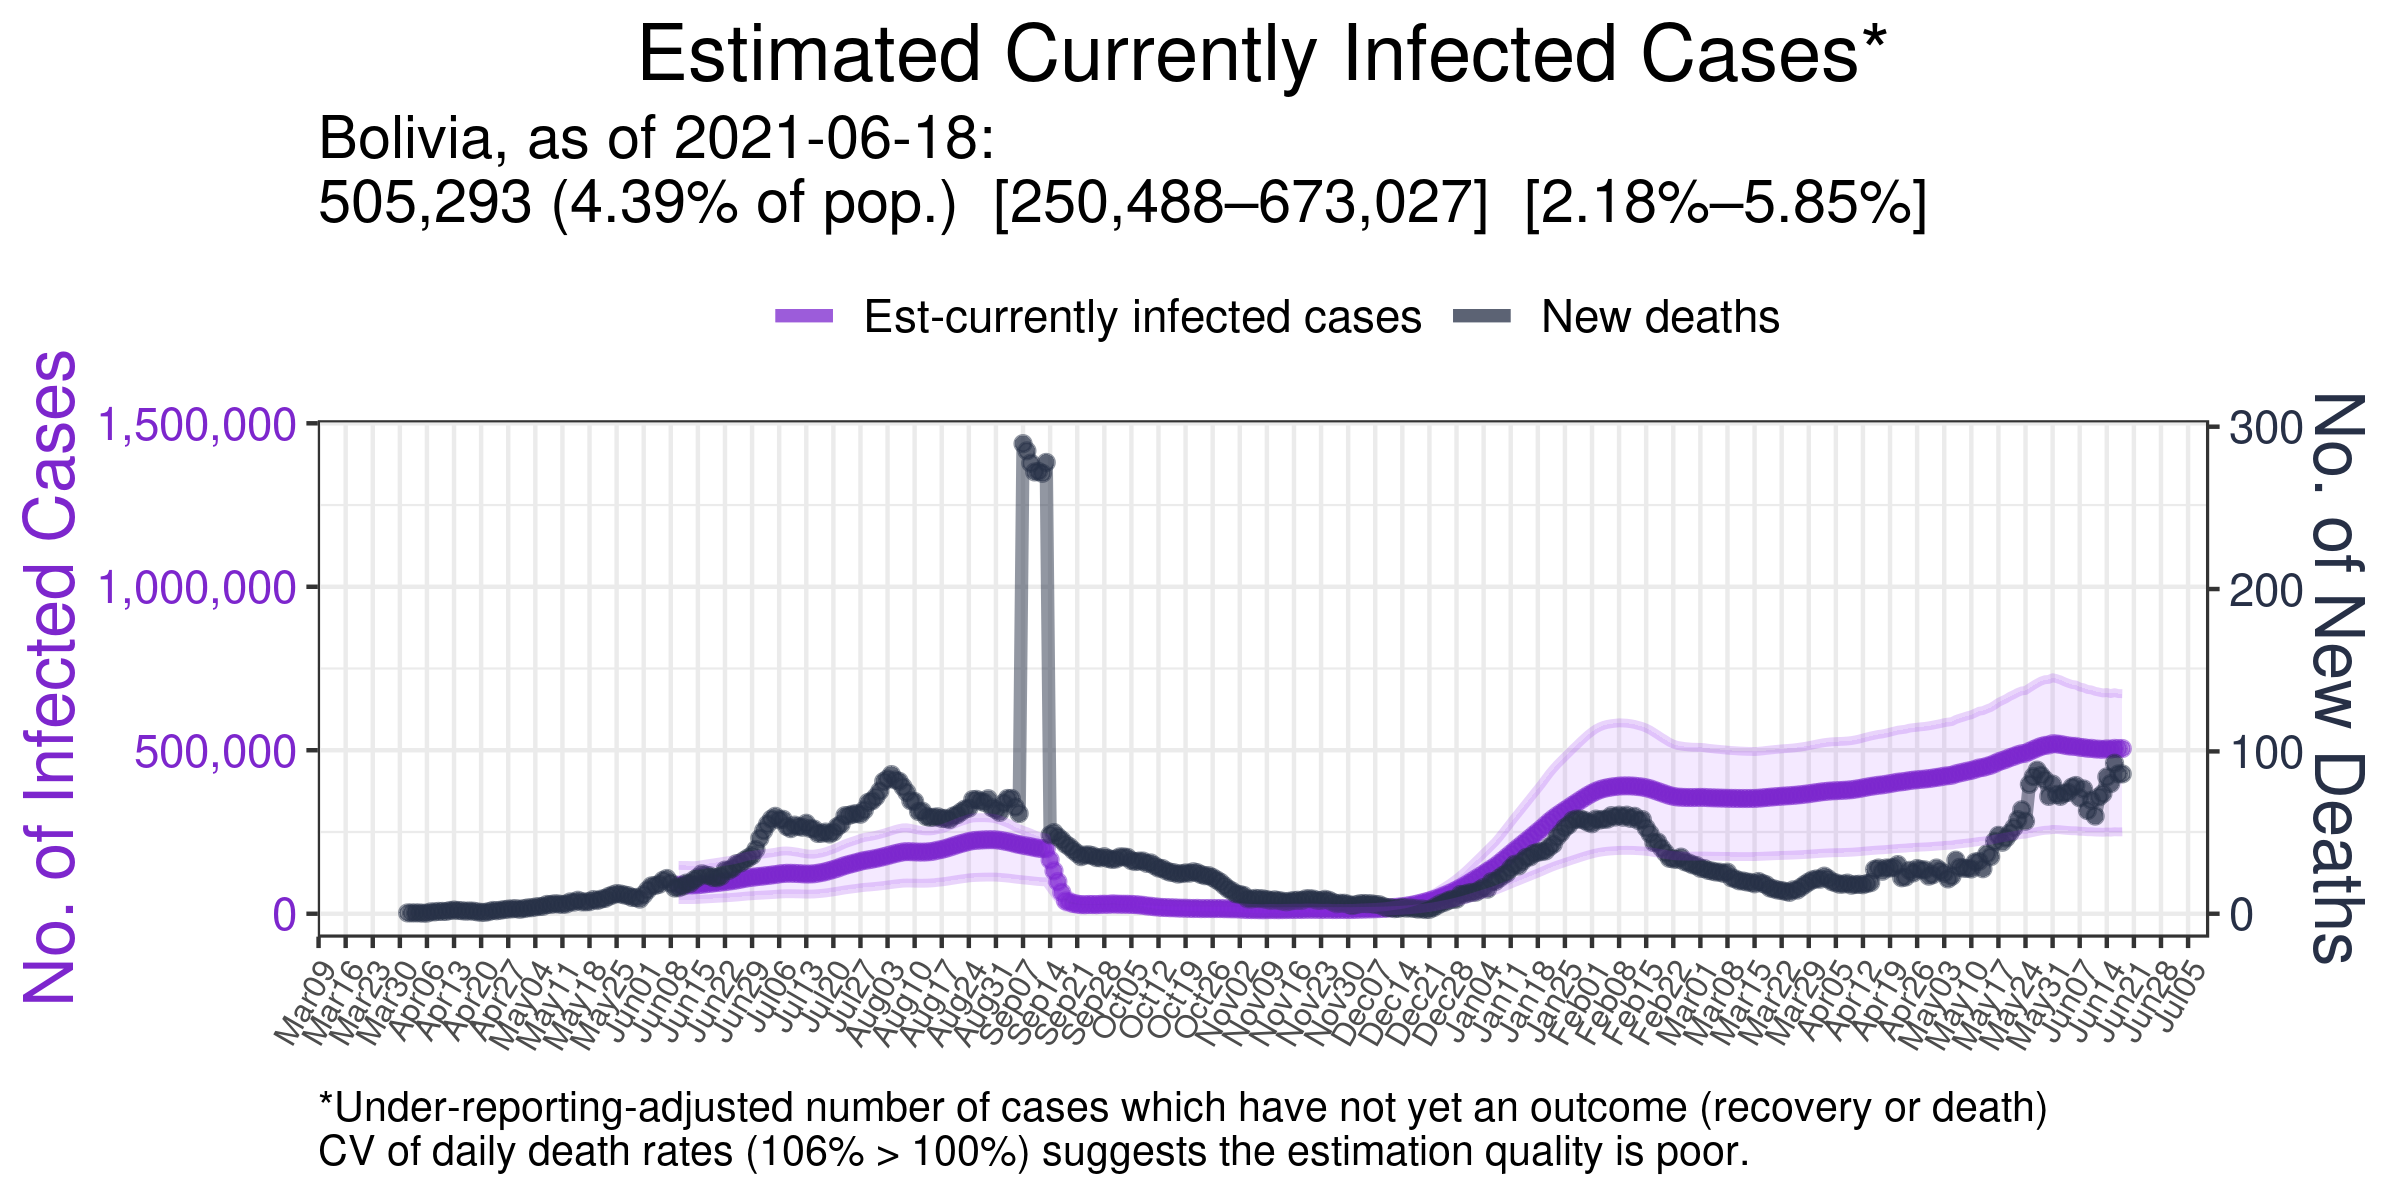 Estimated Currently Infected Cases*
Bolivia, as of 2021-06-18:
505,293 (4.39% of pop.) [250,488–673,027] [2.18%–5.85%]
Est-currently infected cases
New deaths
No. of Infected Cases
1,500,000
1,000,000
500,000
0
300
200
100
0
No. of New Deaths
Mar09
Mar16
Mar23
Mar30
Apr06
Apr13
Apr20
Apr27
May04
May11
May18
May25
Jun01
Jun08
Jun15
Jun22
Jun29
Jul06
Jul13
Jul20
Jul27
Aug03
Aug10
Aug17
Aug24
Aug31
Sep07
Sep14
Sep21
Sep28
Oct05
Oct12
Oct19
Oct26
Nov02
Nov09
Nov16
Nov23
Nov30
Dec07
Dec14
Dec21
Dec28
Jan04
Jan11
Jan18
Jan25
Feb01
Feb08
Feb15
Feb22
Mar01
Mar08
Mar15
Mar22
Mar29
Apr05
Apr12
Apr19
Apr26
May03
May10
May17
May24
May31
Jun07
Jun14
Jun21
Jun28
Jul05
*Under-reporting-adjusted number of cases which have not yet an outcome (recovery or death)
CV of daily death rates (106% > 100%) suggests the estimation quality is poor.